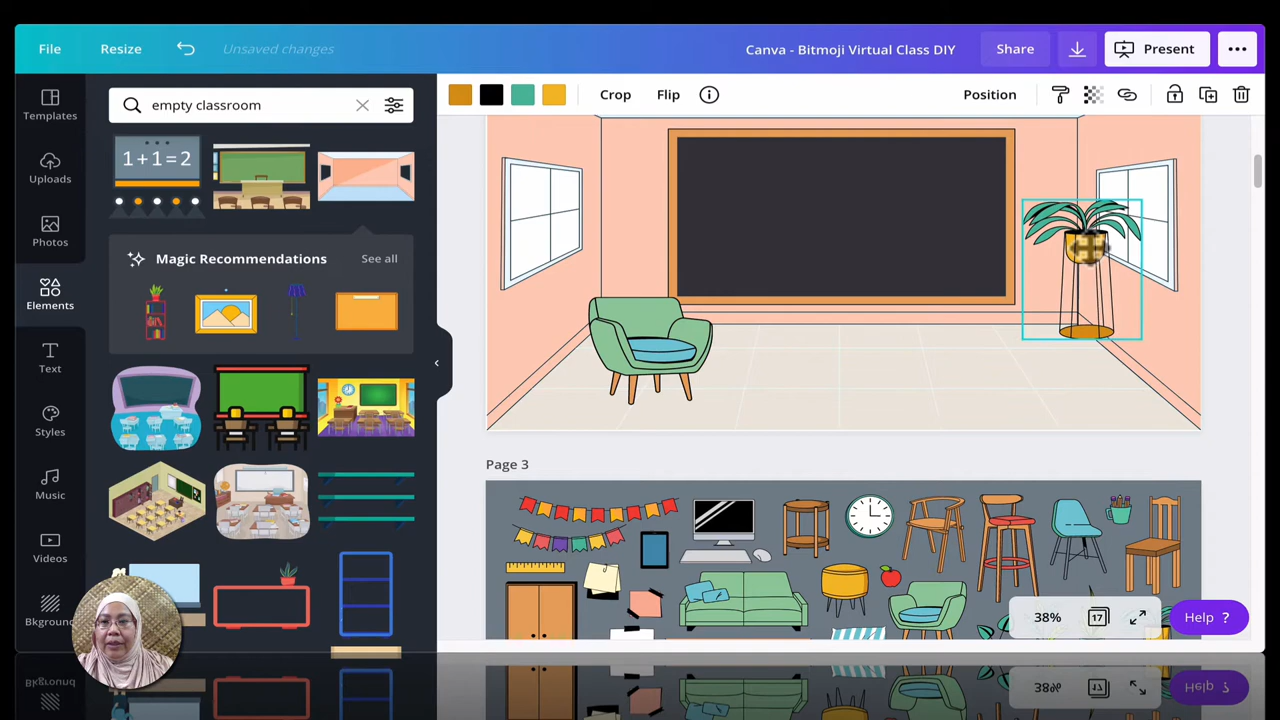 File
Resize
Unsaved changes
Canva - Bitmoji Virtual Class DIY
Share
Present
Templates
Uploads
Photos
Elements
Text
Styles
Music
Videos
Bkground
empty classroom
1+1=2
Magic Recommendations
See all
Crop
Flip
Position
Page 3
38%
17
Help ?